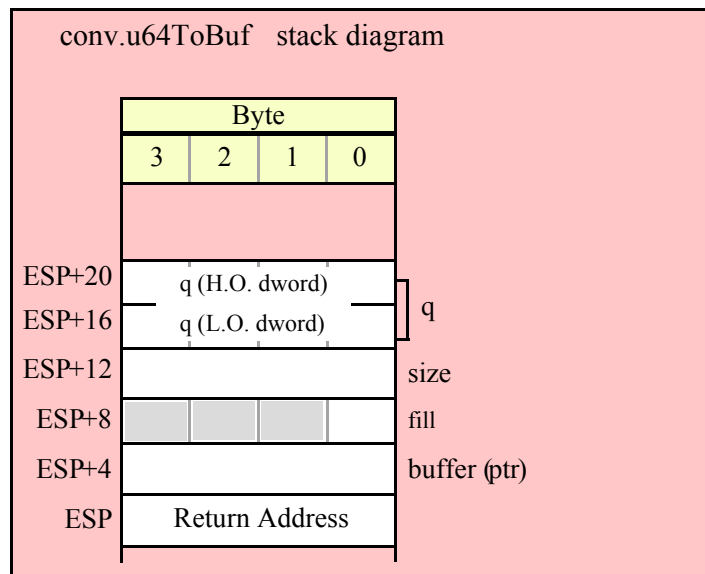 conv.u64ToBuf stack diagram
Byte
3 2 1 0
ESP+20 q (H.O. dword)
q
ESP+16 q (L.O. dword)
ESP+12 size
ESP+8 fill
ESP+4 buffer (ptr)
ESP Return Address